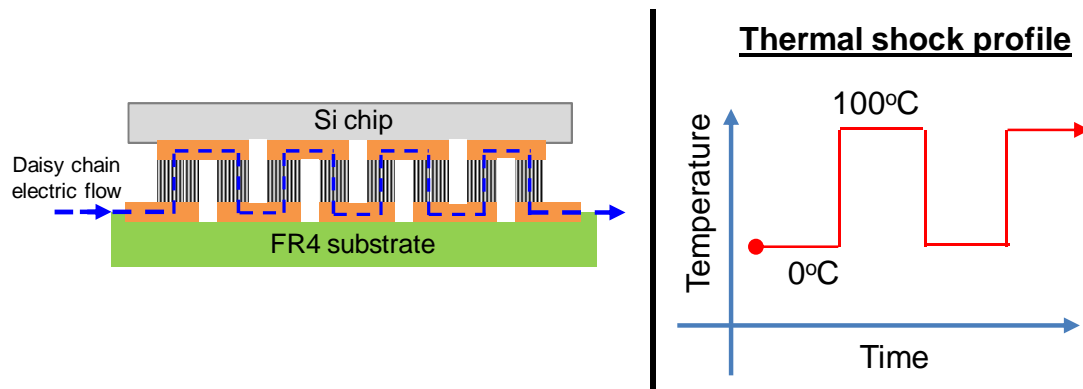 Si chip
Daisy chain
electric flow
FR4 substrate
Thermal shock profile
100°C
0°C
Temperature
Time